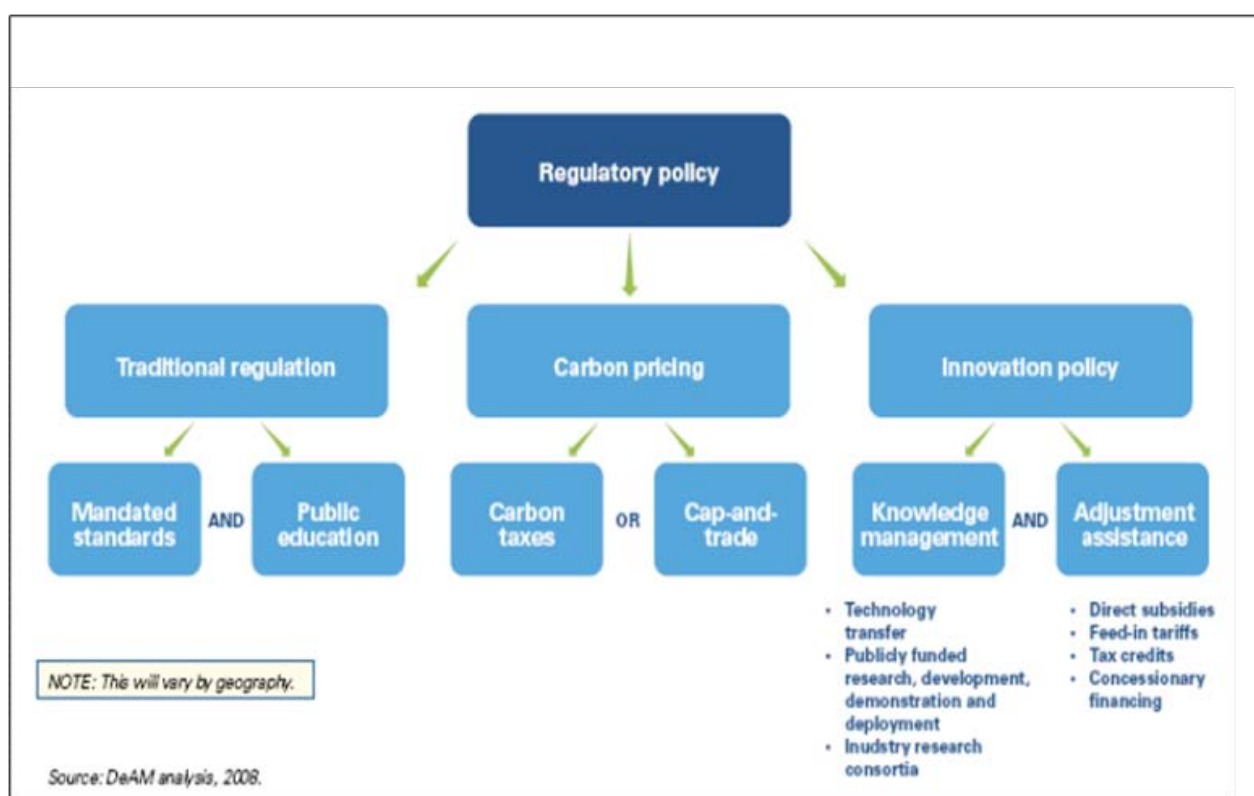 Regulatory policy
Traditional regulation
Carbon pricing
Innovation policy
Mandated
standards
AND
Public
education
Carbon
taxes
OR
Cap-and-
trade
Knowledge
management
AND
Adjustment
assistance
• Technology
transfer
• Publicly funded
research, development,
demonstration and
deployment
• Inudstry research
consortia
• Direct subsidies
• Feed-in tariffs
• Tax credits
• Concessionary
financing
NOTE: This will vary by geography.
Source: DeAM analysis, 2008.